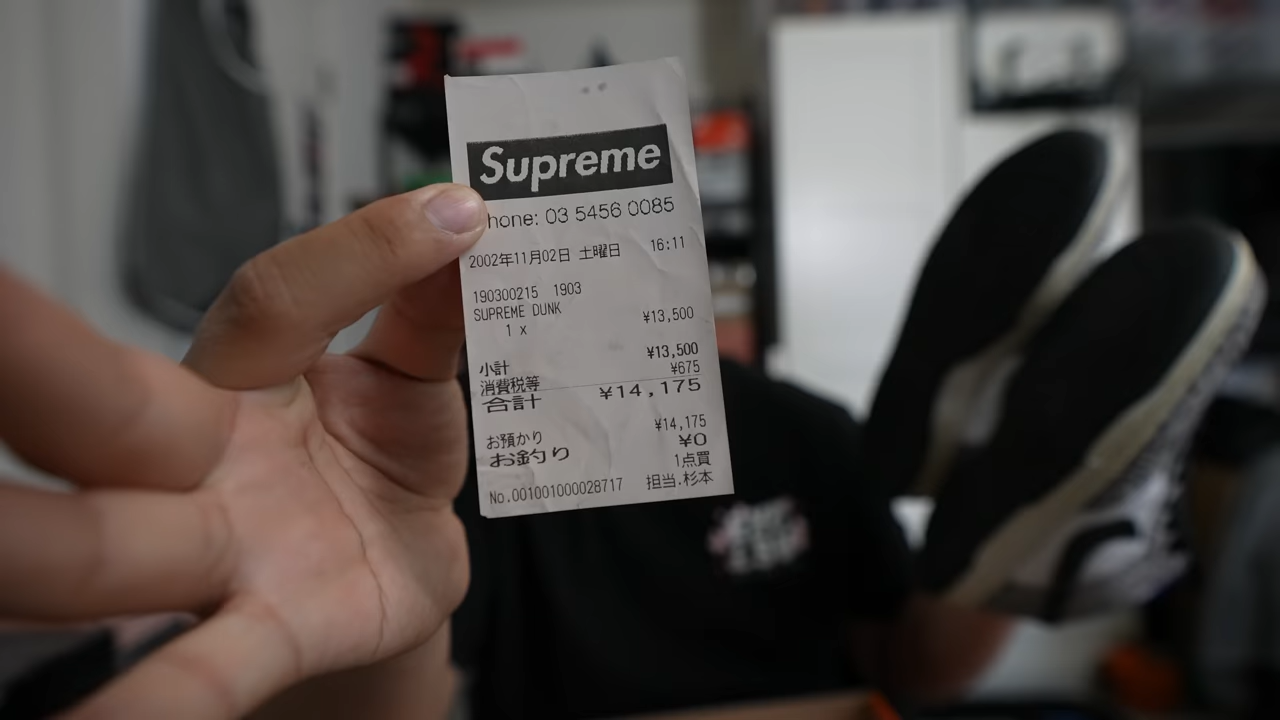 Supreme
hone: 03 5456 0085
2002年11月02日 土曜日 16:11
190300215 1903
SUPREME DUNK
1 x ¥13,500
小計 ¥13,500
消費税等 ¥675
合計 ¥14,175
お預かり ¥14,175
お釣り ¥0
1点買
No.001001000028717 担当.杉本